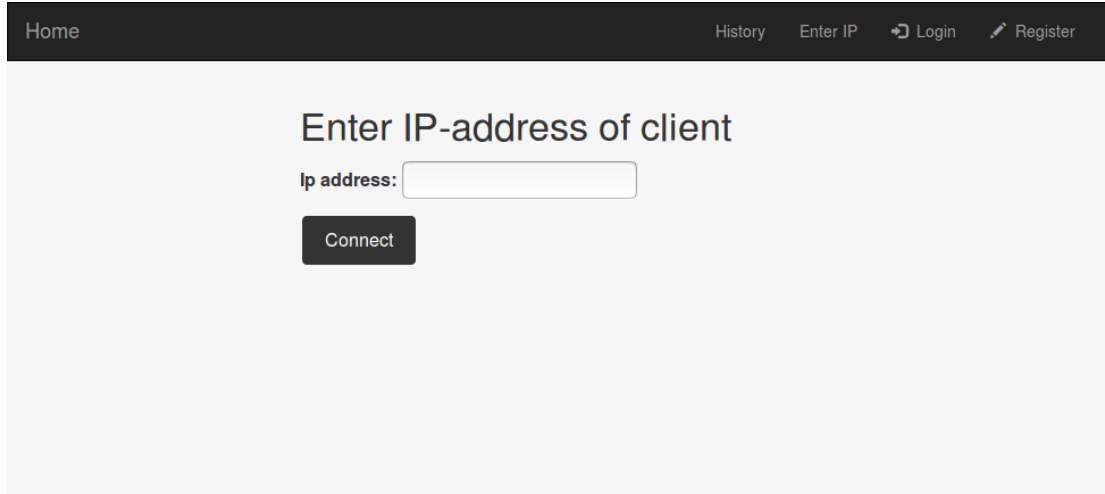 Home History Enter IP Login Register
Enter IP-address of client
Ip address:
Connect